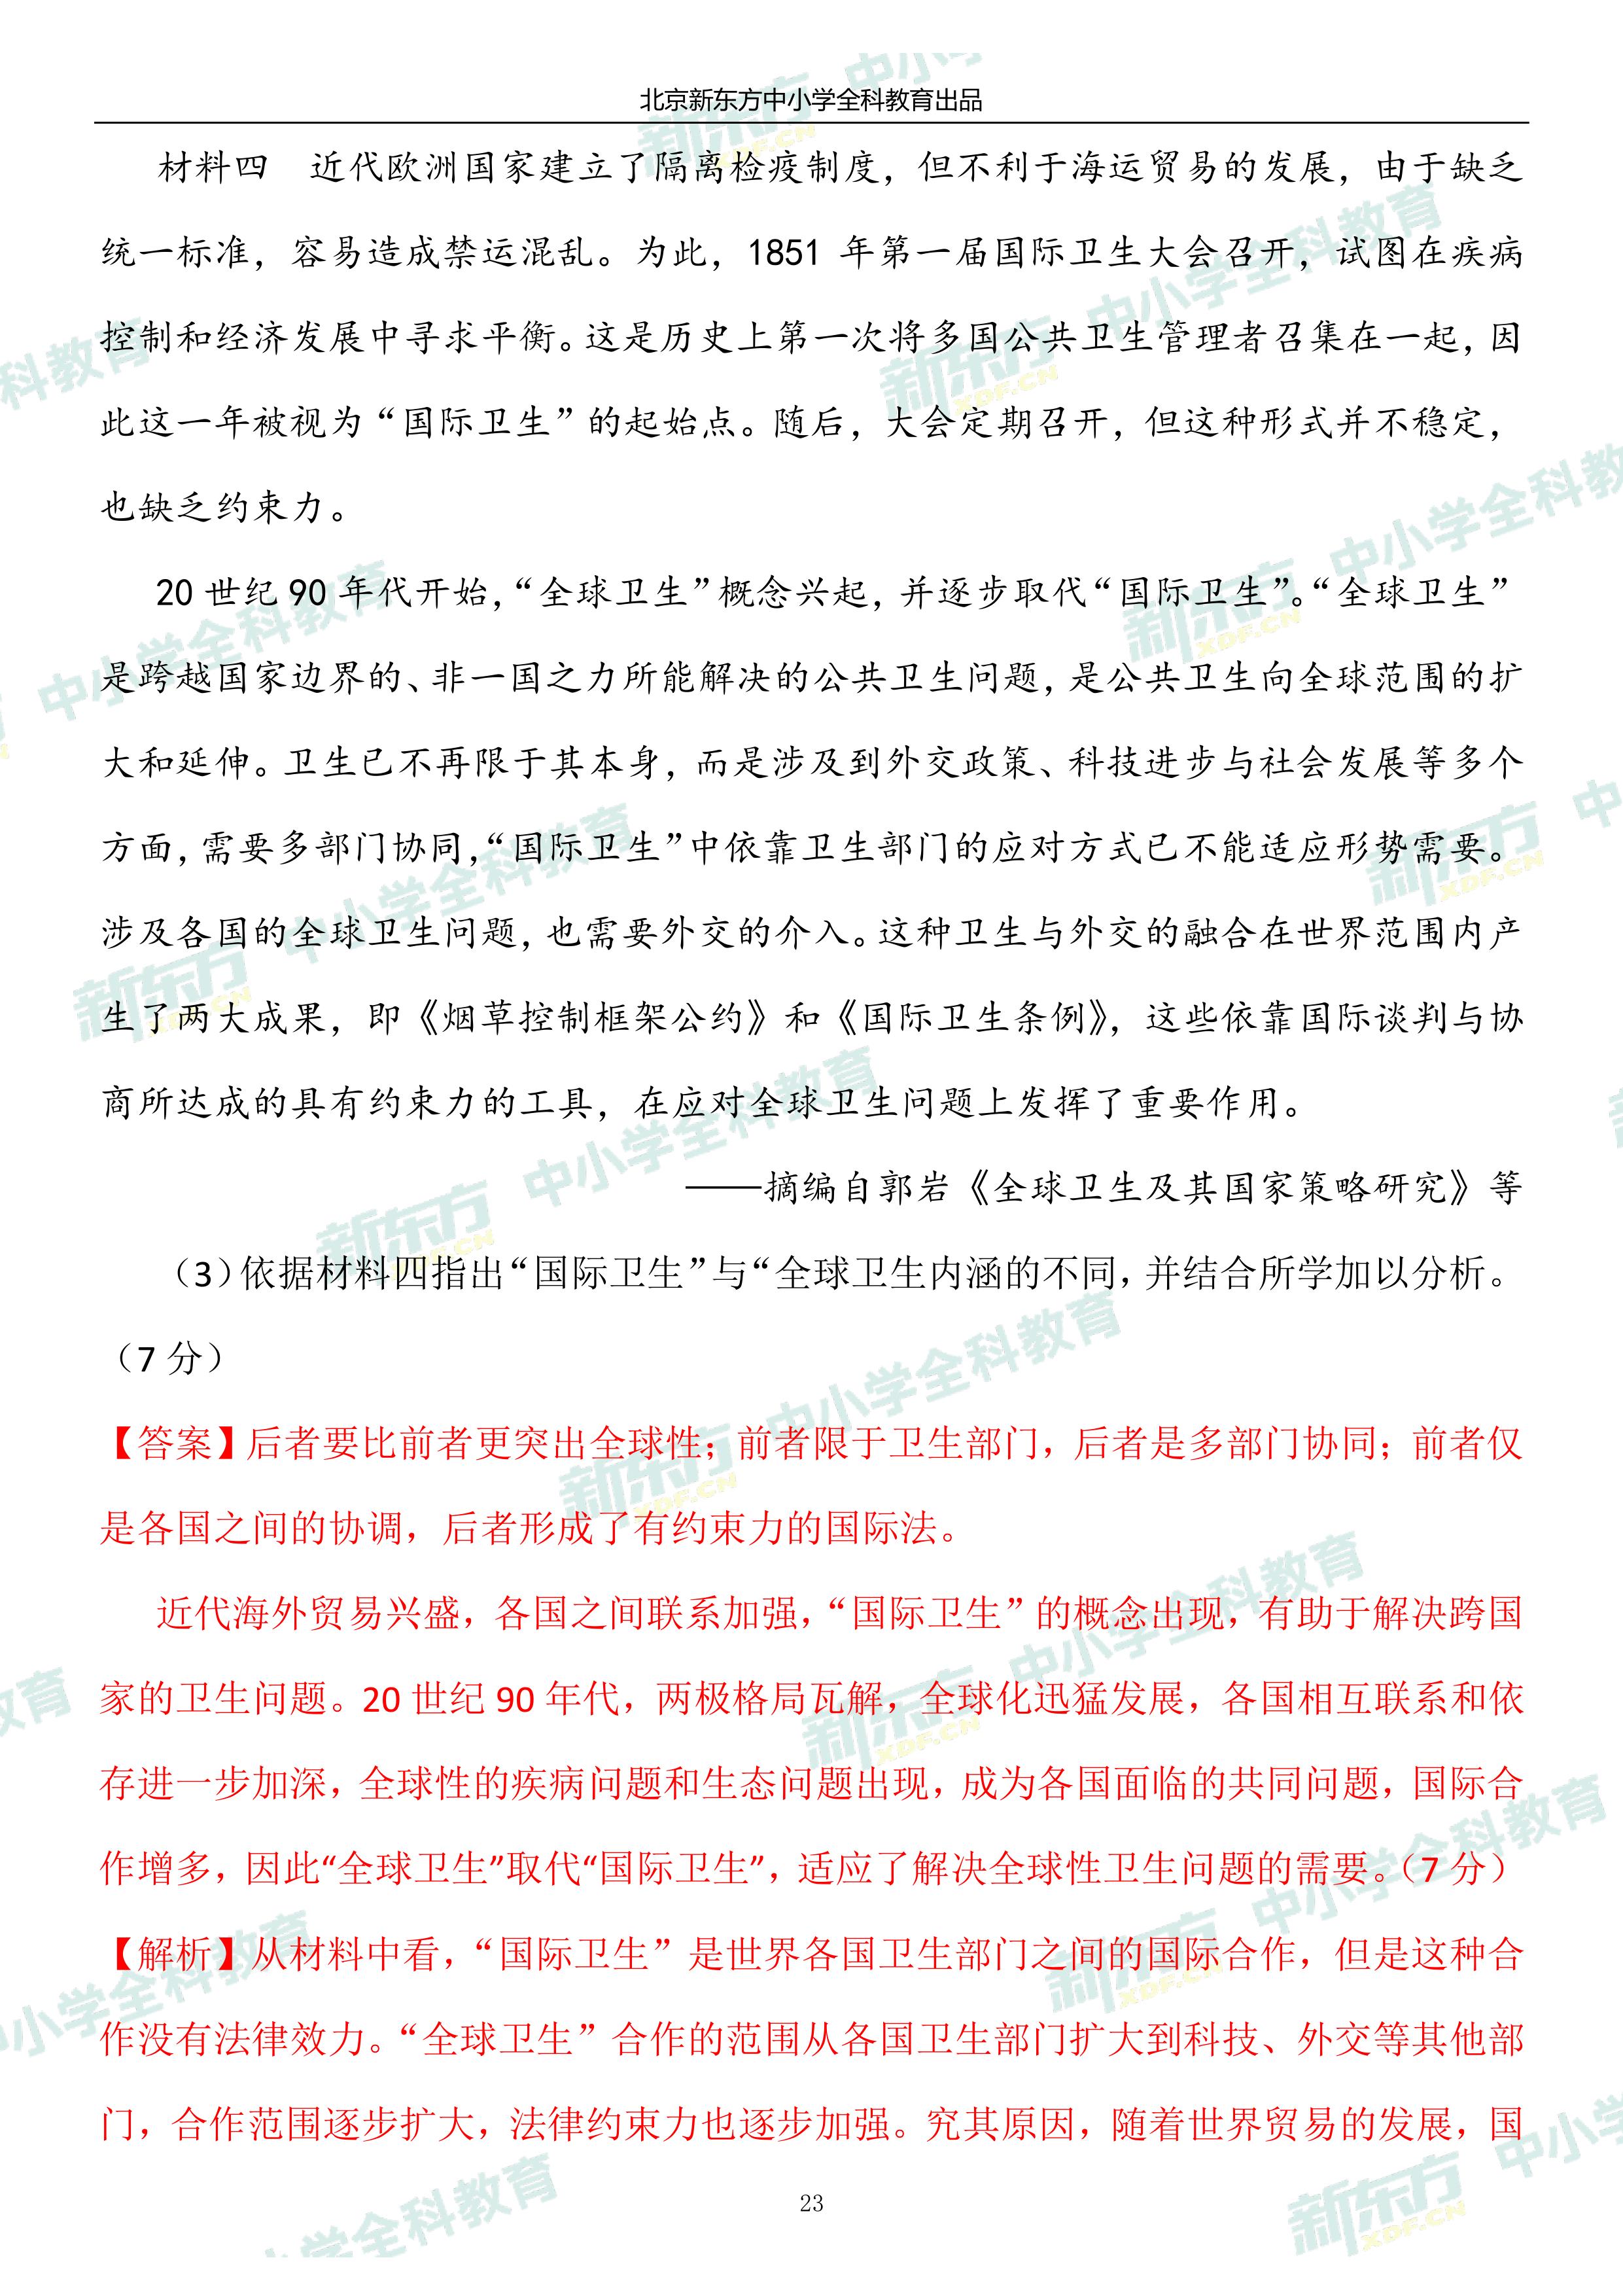 北京新东方中小学全科教育出品
材料四　近代欧洲国家建立了隔离检疫制度，但不利于海运贸易的发展，由于缺乏
统一标准，容易造成禁运混乱。为此，1851 年第一届国际卫生大会召开，试图在疾病
控制和经济发展中寻求平衡。这是历史上第一次将多国公共卫生管理者召集在一起，因
此这一年被视为“国际卫生”的起始点。随后，大会定期召开，但这种形式并不稳定，
也缺乏约束力。
20 世纪 90 年代开始，“全球卫生”概念兴起，并逐步取代“国际卫生”。“全球卫生”
是跨越国家边界的、非一国之力所能解决的公共卫生问题，是公共卫生向全球范围的扩
大和延伸。卫生已不再限于其本身，而是涉及到外交政策、科技进步与社会发展等多个
方面，需要多部门协同，“国际卫生”中依靠卫生部门的应对方式已不能适应形势需要。
涉及各国的全球卫生问题，也需要外交的介入。这种卫生与外交的融合在世界范围内产
生了两大成果，即《烟草控制框架公约》和《国际卫生条例》，这些依靠国际谈判与协
商所达成的具有约束力的工具，在应对全球卫生问题上发挥了重要作用。
——摘编自郭岩《全球卫生及其国家策略研究》等
（3）依据材料四指出“国际卫生”与“全球卫生内涵的不同，并结合所学加以分析。
（7 分）
【答案】后者要比前者更突出全球性；前者限于卫生部门，后者是多部门协同；前者仅
是各国之间的协调，后者形成了有约束力的国际法。
近代海外贸易兴盛，各国之间联系加强，“国际卫生”的概念出现，有助于解决跨国
家的卫生问题。20 世纪 90 年代，两极格局瓦解，全球化迅猛发展，各国相互联系和依
存进一步加深，全球性的疾病问题和生态问题出现，成为各国面临的共同问题，国际合
作增多，因此“全球卫生”取代“国际卫生”，适应了解决全球性卫生问题的需要。（7 分）
【解析】从材料中看，“国际卫生”是世界各国卫生部门之间的国际合作，但是这种合
作没有法律效力。“全球卫生”合作的范围从各国卫生部门扩大到科技、外交等其他部
门，合作范围逐步扩大，法律约束力也逐步加强。究其原因，随着世界贸易的发展，国
23